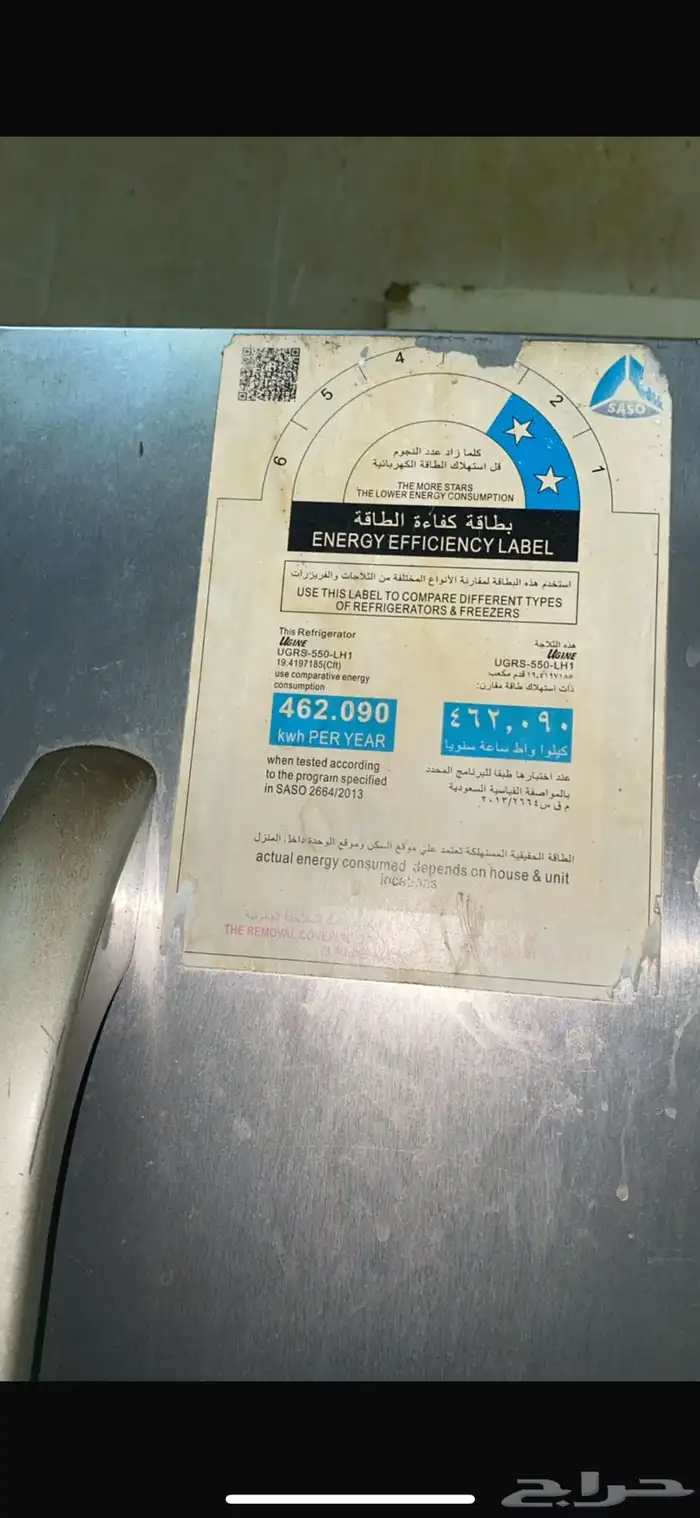 SASO
1
2
4
5
6
كلما زاد عدد النجوم
قل استهلاك الطاقة الكهربائية
THE MORE STARS
THE LOWER ENERGY CONSUMPTION
بطاقة كفاءة الطاقة
ENERGY EFFICIENCY LABEL
استخدم هذه البطاقة لمقارنة الأنواع المختلفة من الثلاجات والفريزرات
USE THIS LABEL TO COMPARE DIFFERENT TYPES
OF REFRIGERATORS & FREEZERS
This Refrigerator
UGINE
UGRS-550-LH1
19.4197185(Cft)
use comparative energy
consumption
462.090
kwh PER YEAR
when tested according
to the program specified
in SASO 2664/2013
هذه الثلاجة
UGINE
UGRS-550-LH1
١٩.٤١٩٧١٨٥ قدم مكعب
ذات استهلاك طاقة مقارن:
٤٦٢,٠٩٠
كيلوا واط ساعة سنويا
عند اختبارها طبقا للبرنامج المحدد
بالمواصفة القياسية السعودية
م ق س ٢٠١٣/٢٦٦٤
الطاقة الحقيقية المستهلكة تعتمد علي موقع السكن وموقع الوحدة داخل المنزل
actual energy consumed depends on house & unit
locations
THE REMOVAL
حراج